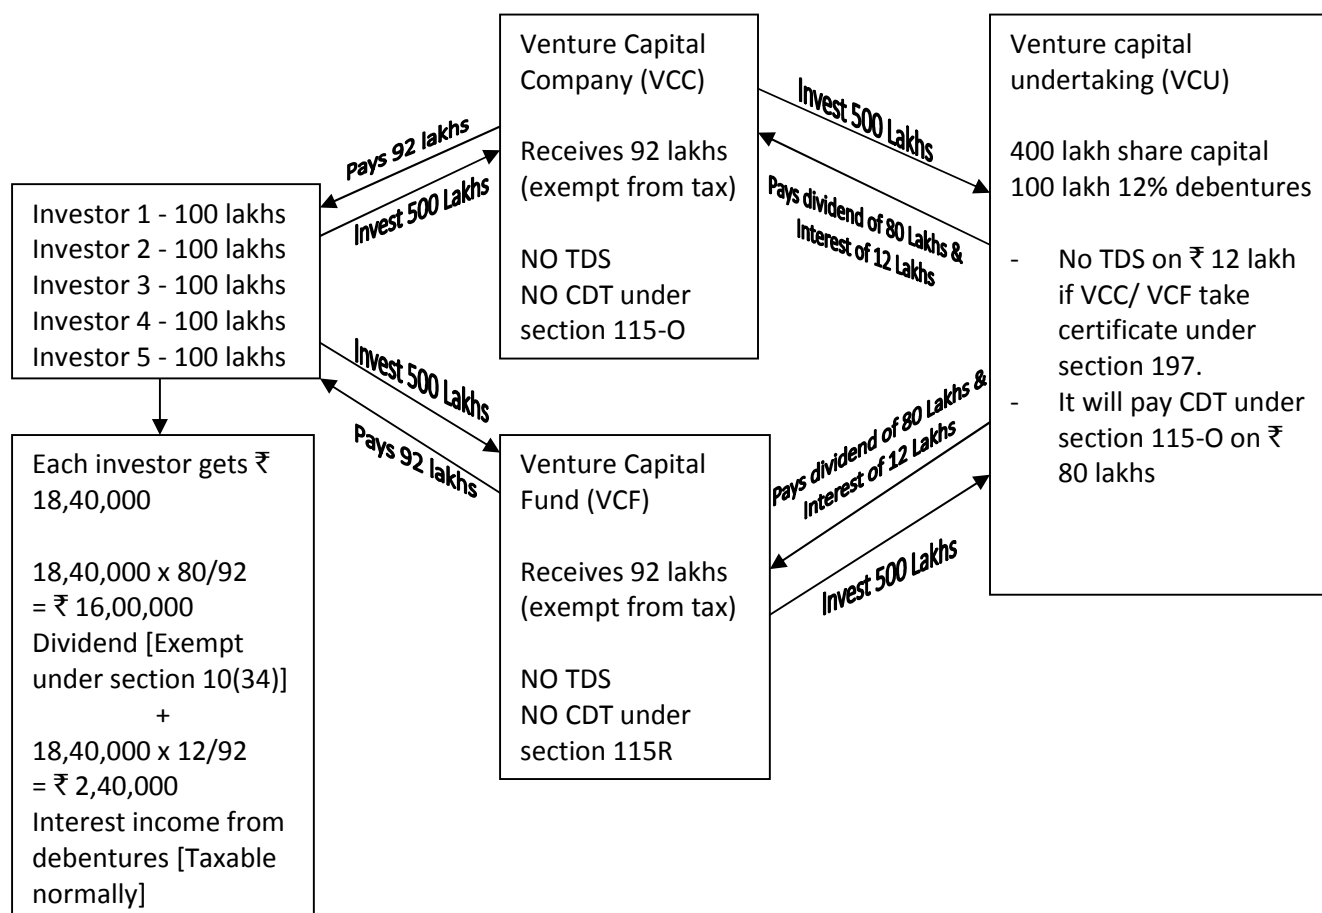 Venture Capital
Company (VCC)
Receives 92 lakhs
(exempt from tax)
NO TDS
NO CDT under
section 115-O
Venture capital
undertaking (VCU)
400 lakh share capital
100 lakh 12% debentures
- No TDS on ₹ 12 lakh
if VCC/ VCF take
certificate under
section 197.
- It will pay CDT under
section 115-O on ₹
80 lakhs
Pays 92 lakhs
Invest 500 Lakhs
Invest 500 Lakhs
Pays dividend of 80 Lakhs &
Interest of 12 Lakhs
Investor 1 - 100 lakhs
Investor 2 - 100 lakhs
Investor 3 - 100 lakhs
Investor 4 - 100 lakhs
Investor 5 - 100 lakhs
Invest 500 Lakhs
Pays 92 lakhs
Pays dividend of 80 Lakhs &
Interest of 12 Lakhs
Invest 500 Lakhs
Each investor gets ₹
18,40,000
18,40,000 x 80/92
= ₹ 16,00,000
Dividend [Exempt
under section 10(34)]
+
18,40,000 x 12/92
= ₹ 2,40,000
Interest income from
debentures [Taxable
normally]
Venture Capital
Fund (VCF)
Receives 92 lakhs
(exempt from tax)
NO TDS
NO CDT under
section 115R